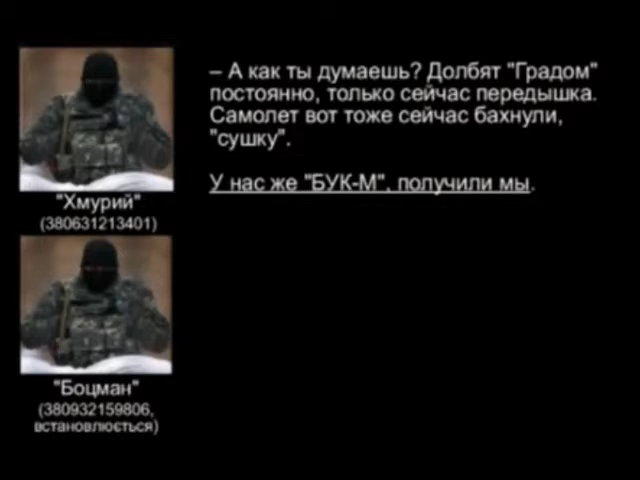 – А как ты думаешь? Долбят "Градом"
постоянно, только сейчас передышка.
Самолет вот тоже сейчас бахнули,
"сушку".
У нас же "БУК-М", получили мы.
"Хмурий"
(380631213401)
"Боцман"
(380932159806,
встановлюється)